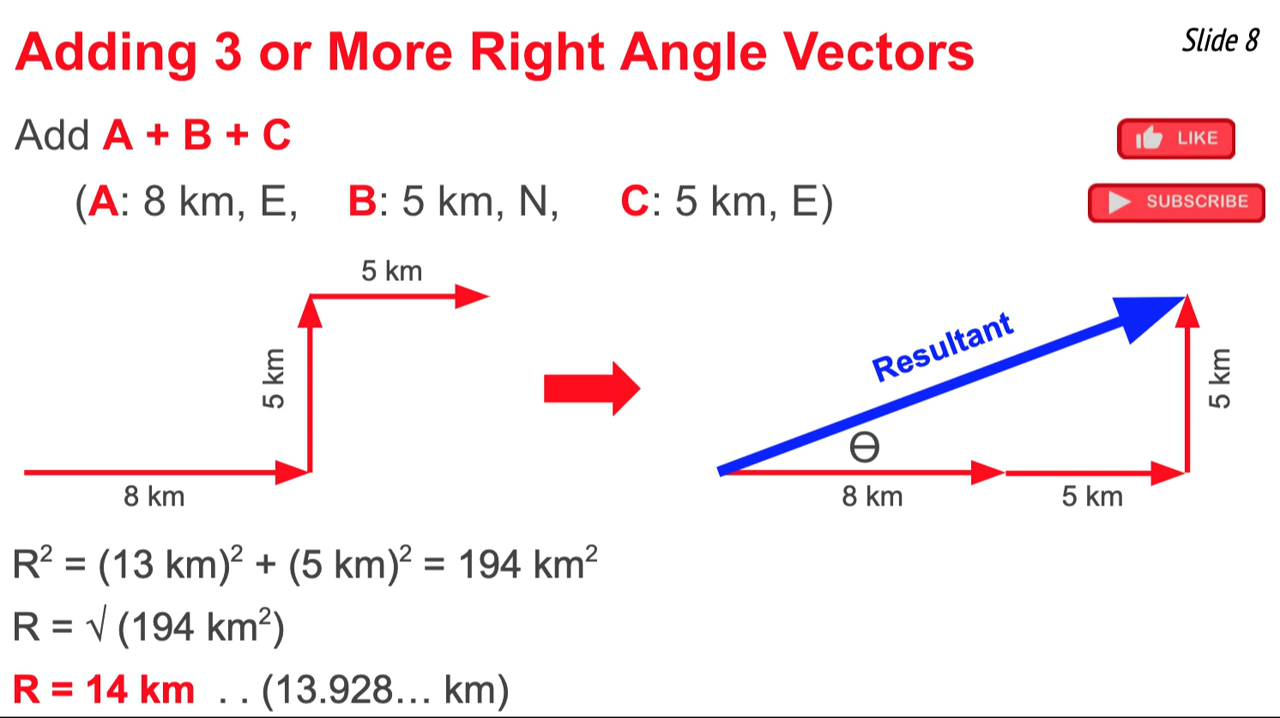 Adding 3 or More Right Angle Vectors
Slide 8
Add A + B + C
LIKE
(A: 8 km, E, B: 5 km, N, C: 5 km, E)
SUBSCRIBE
5 km
5 km
8 km
Resultant
Θ
8 km
5 km
5 km
R² = (13 km)² + (5 km)² = 194 km²
R = √ (194 km²)
R = 14 km . . (13.928... km)